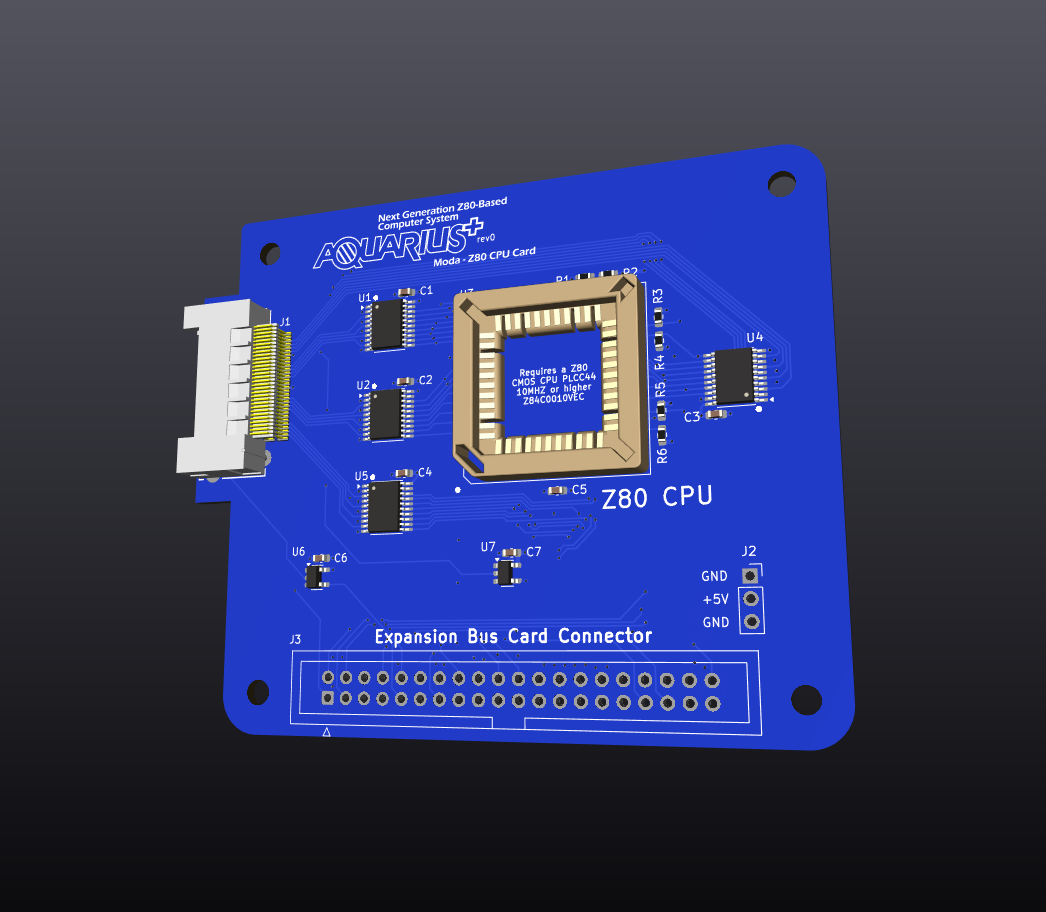 Next Generation Z80-Based
Computer System
AQUARIUS+
rev0
Moda - Z80 CPU Card
U1
C1
R1
R2
R3
J1
U4
R4
U2
C2
Requires a Z80
CMOS CPU PLCC44
10MHZ or higher
Z84C0010VEC
R5
C3
R6
U5
C4
C5
Z80 CPU
U6
C6
U7
C7
J2
GND
+5V
GND
J3
Expansion Bus Card Connector